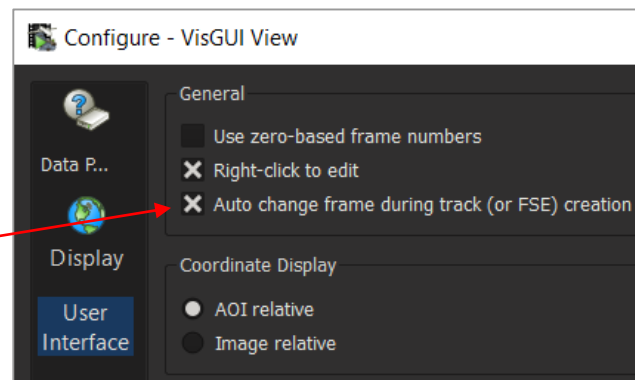 Configure - VisGUI View
Data P...
Display
User
Interface
General
Use zero-based frame numbers
Right-click to edit
Auto change frame during track (or FSE) creation
Coordinate Display
AOI relative
Image relative